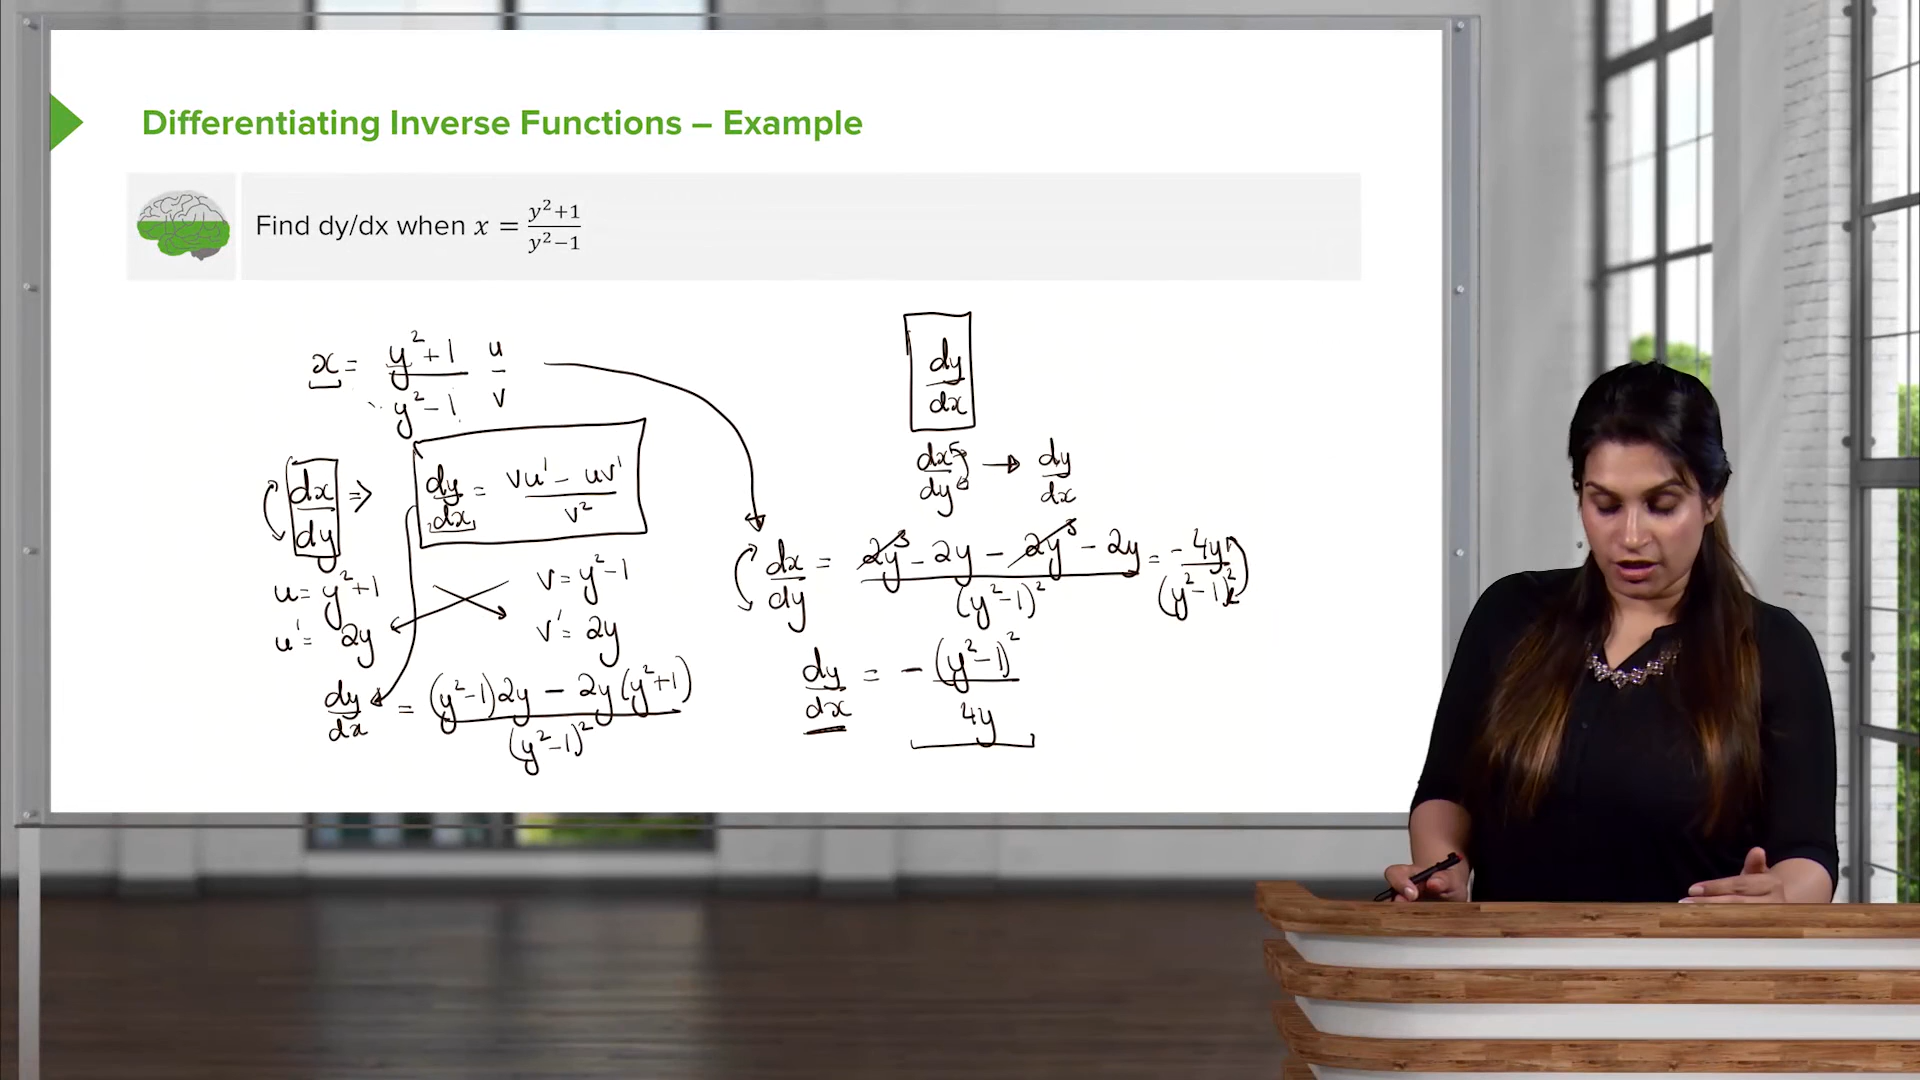 Differentiating Inverse Functions – Example
Find dy/dx when x = y²+1 / y²−1
x = y²+1 / y²−1 u / v
dx/dy ⇒ dy/dx = vu' − uv' / v²
u = y²+1 v = y²−1
u' = 2y v' = 2y
dy/dx = (y²−1)2y − 2y(y²+1) / (y²−1)²
dy/dx
dx/dy → dy/dx
dx/dy = 2y³ − 2y − 2y³ − 2y / (y²−1)² = −4y / (y²−1)²
dy/dx = − (y²−1)² / 4y